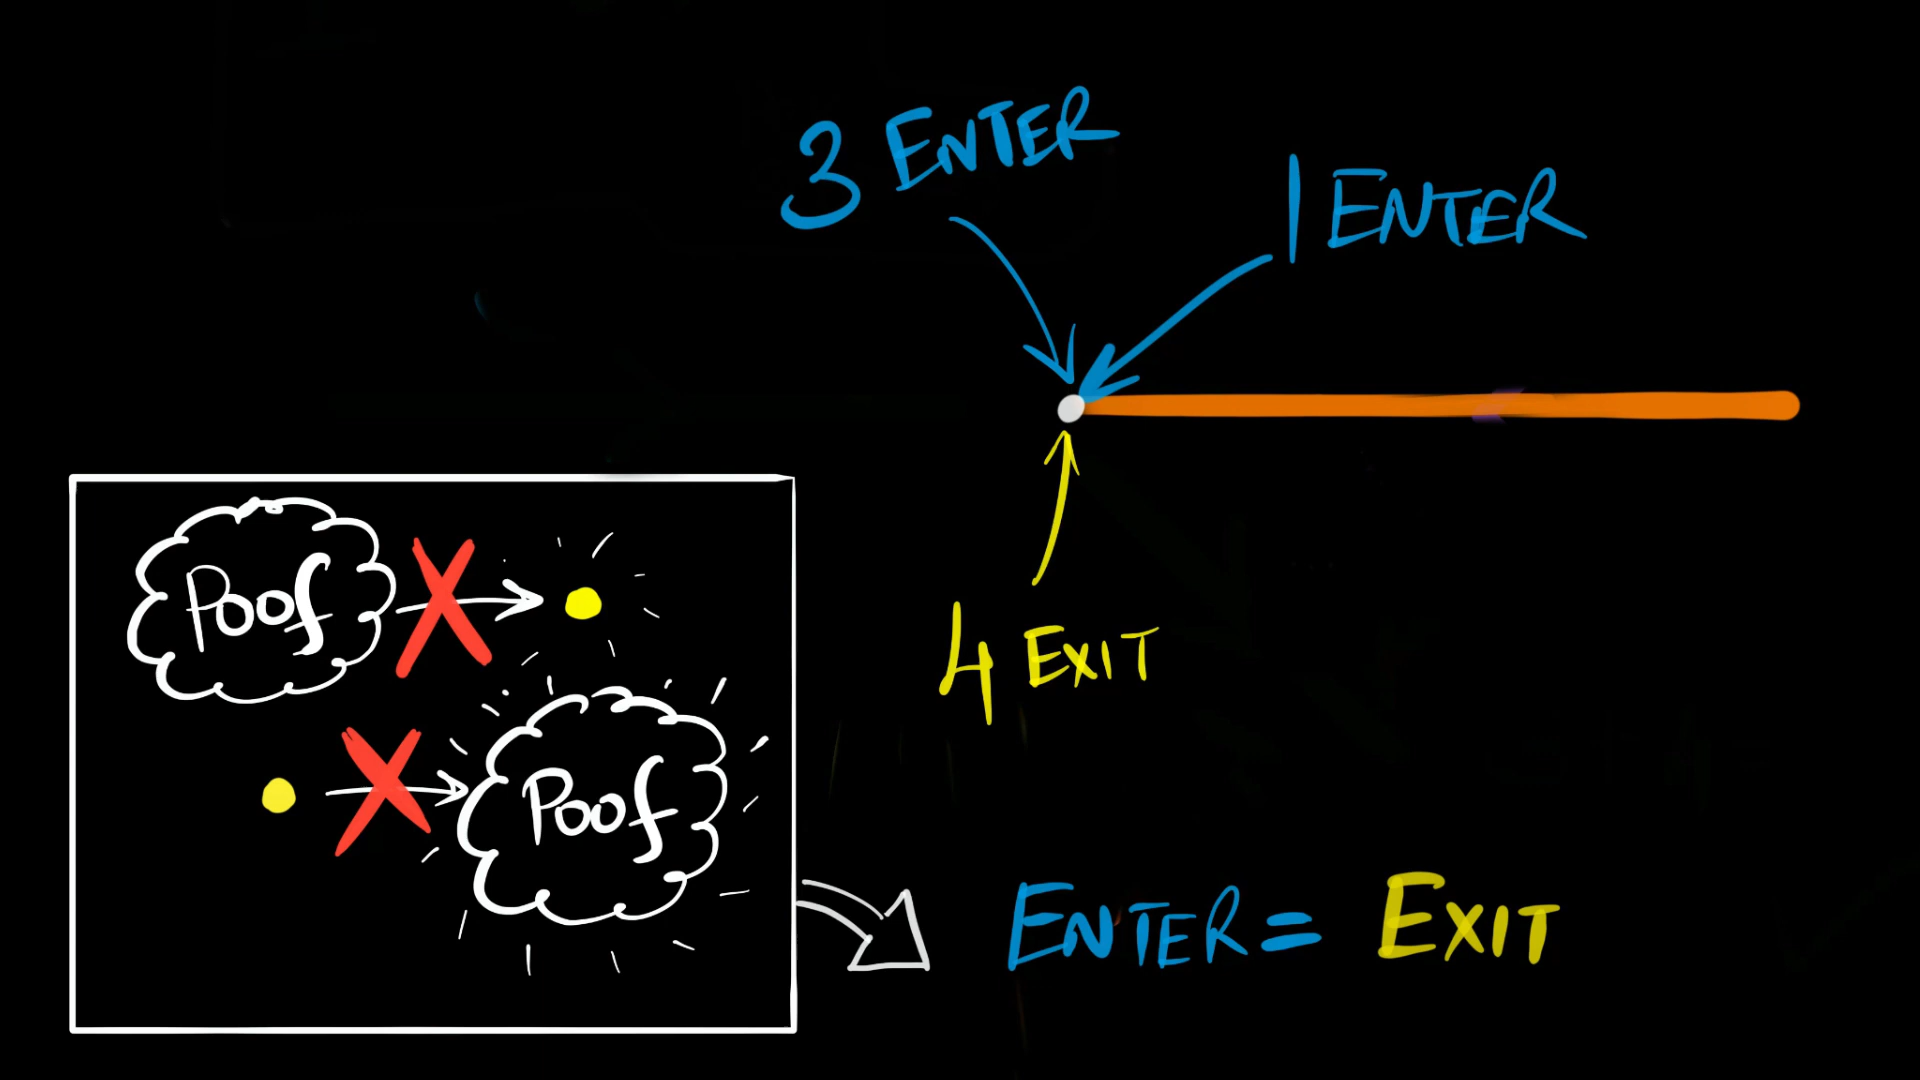 3 ENTER
1 ENTER
4 EXIT
Poof
Poof
ENTER = EXIT